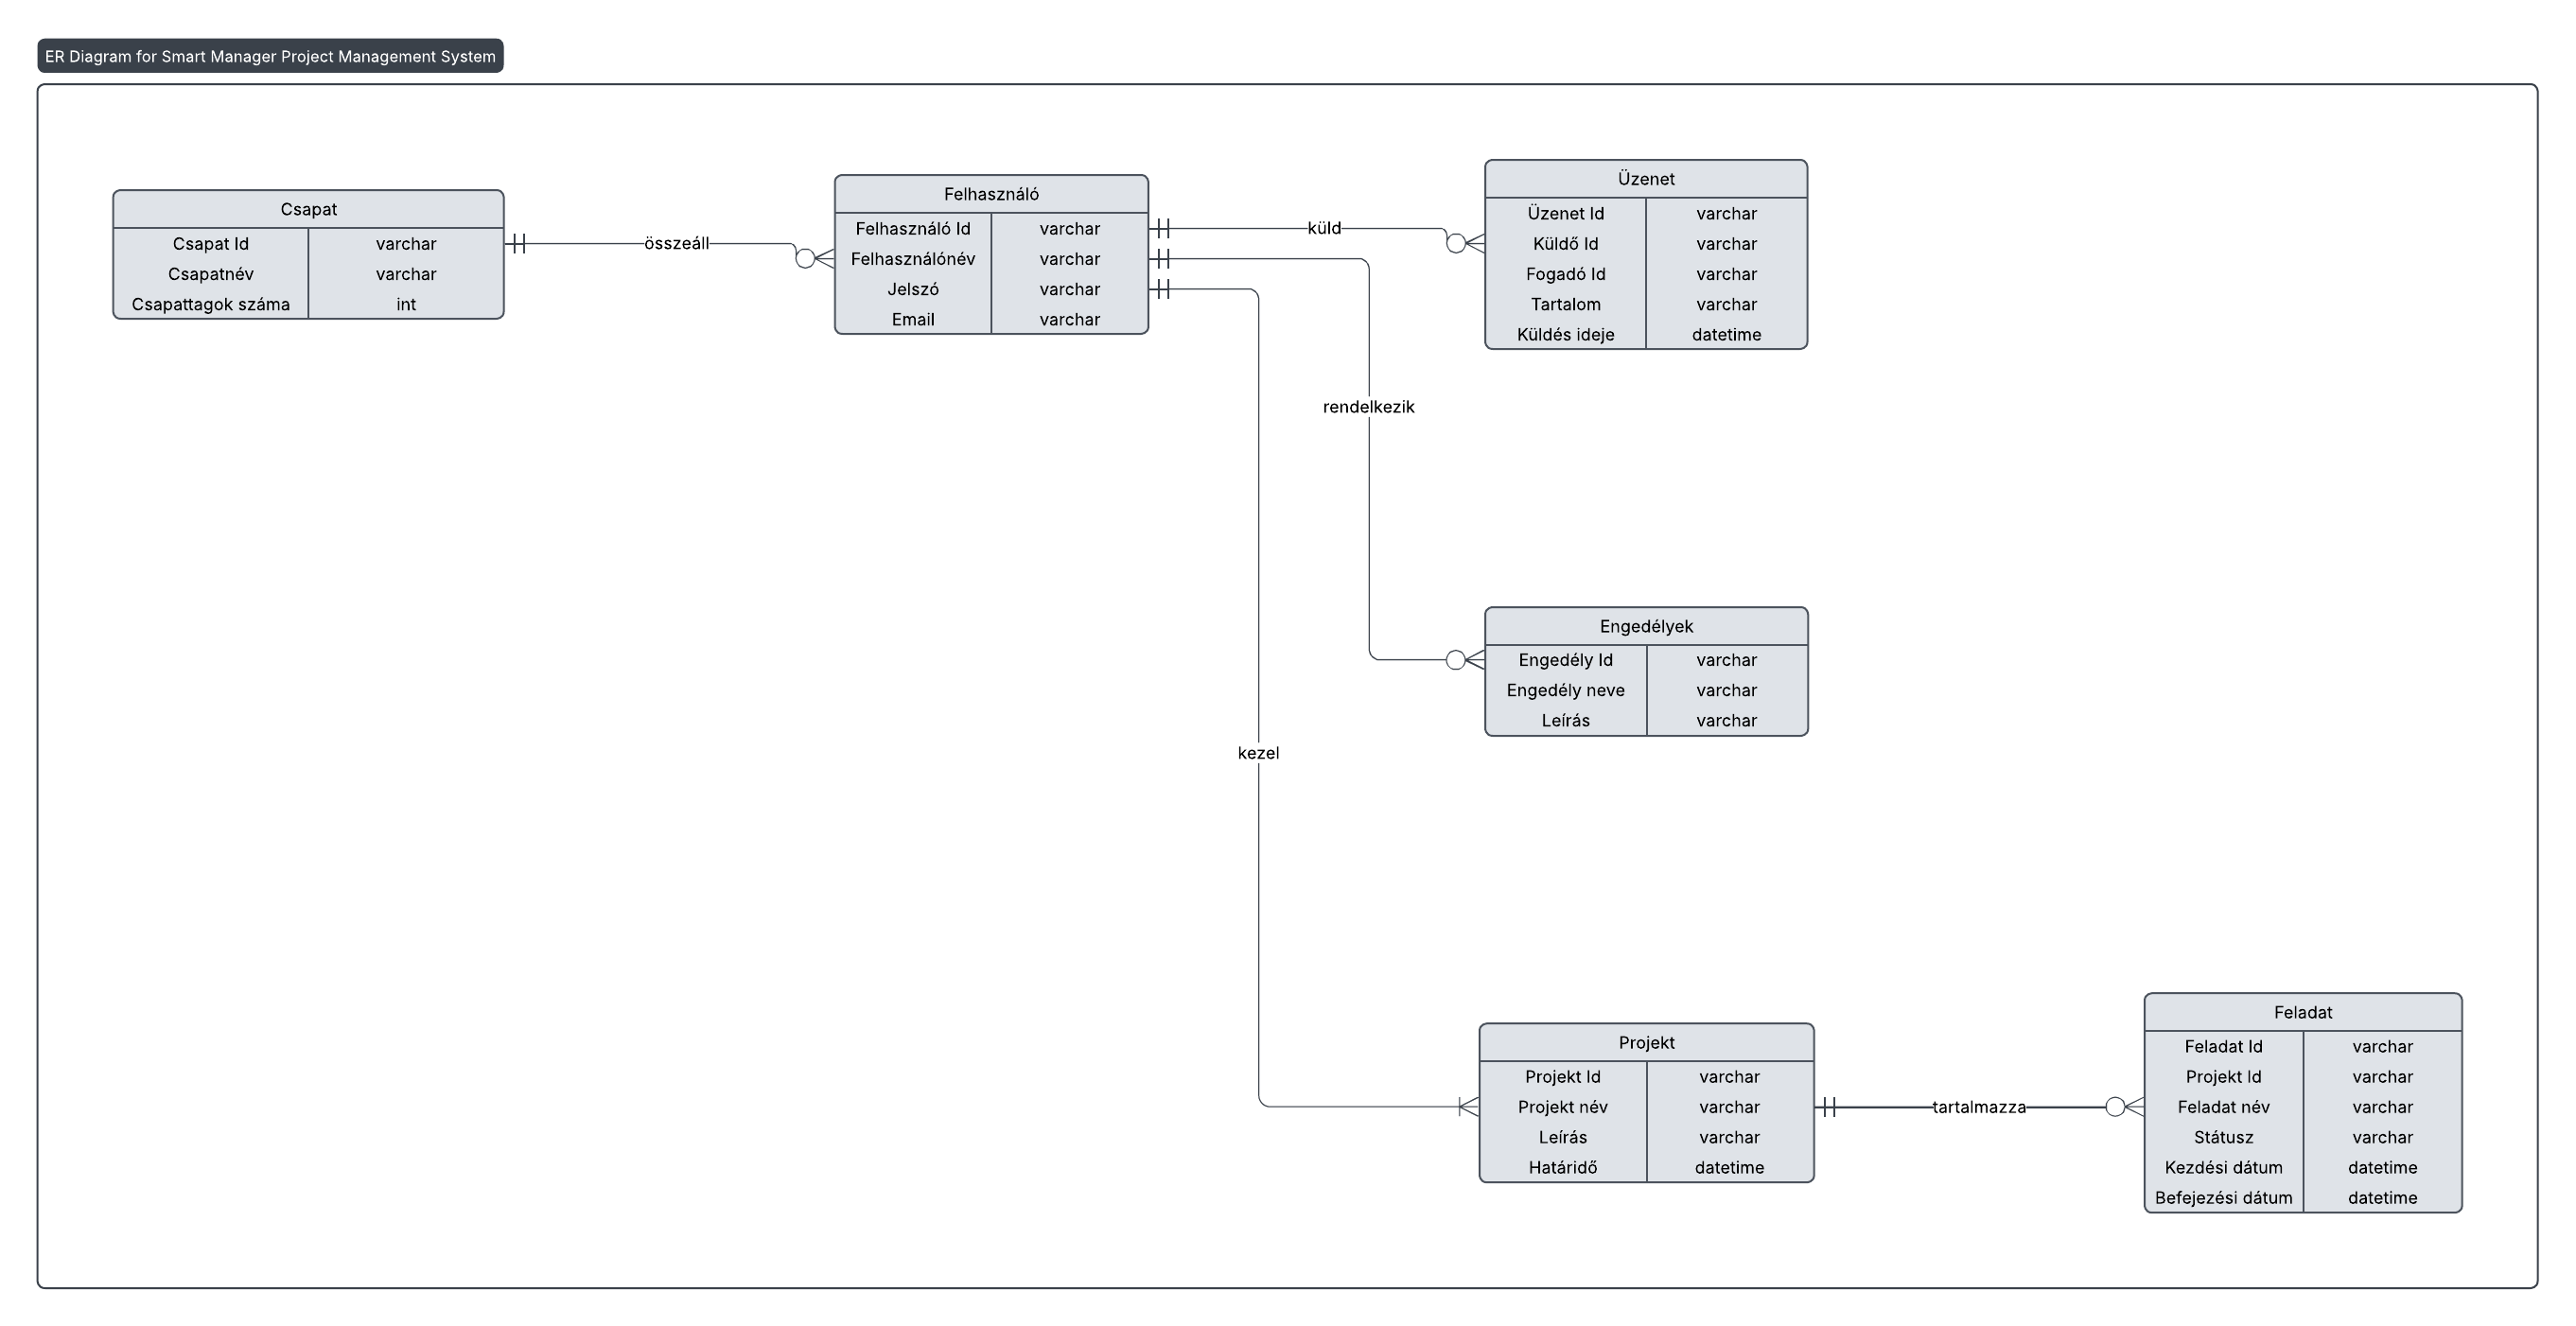 ER Diagram for Smart Manager Project Management System
Csapat
Csapat Id varchar
Csapatnév varchar
Csapattagok száma int
összeáll
Felhasználó
Felhasználó Id varchar
Felhasználónév varchar
Jelszó varchar
Email varchar
küld
Üzenet
Üzenet Id varchar
Küldő Id varchar
Fogadó Id varchar
Tartalom varchar
Küldés ideje datetime
rendelkezik
Engedélyek
Engedély Id varchar
Engedély neve varchar
Leírás varchar
kezel
Projekt
Projekt Id varchar
Projekt név varchar
Leírás varchar
Határidő datetime
tartalmazza
Feladat
Feladat Id varchar
Projekt Id varchar
Feladat név varchar
Státusz varchar
Kezdési dátum datetime
Befejezési dátum datetime